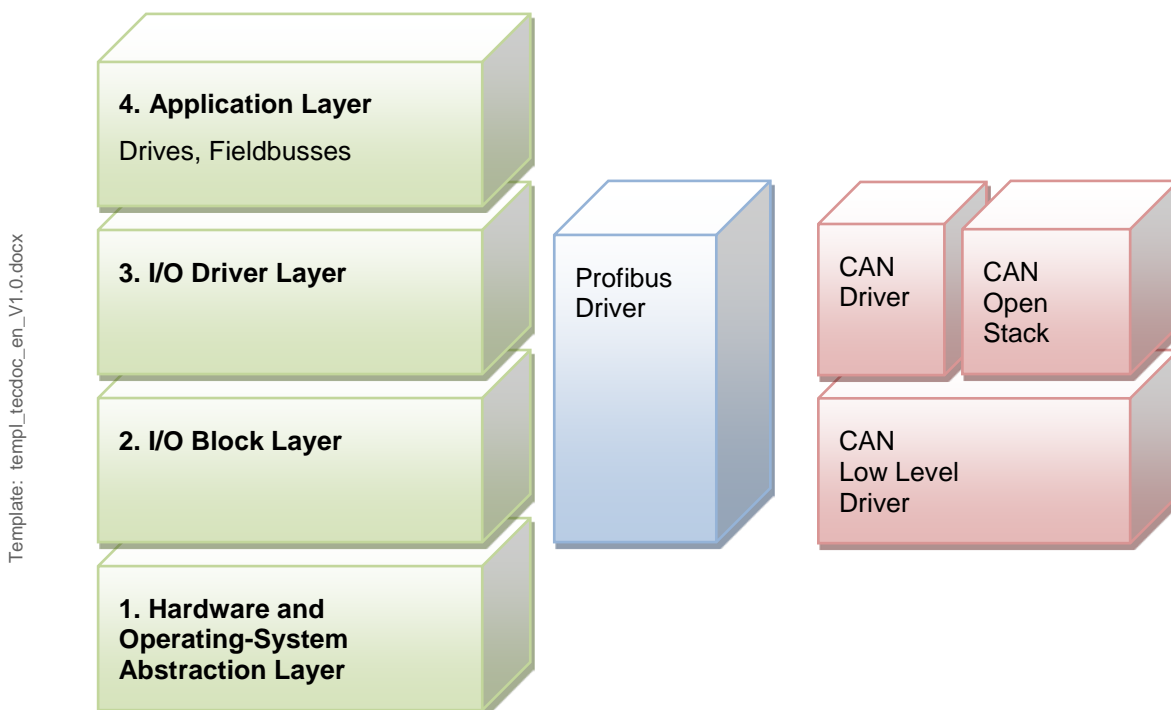 4. Application Layer
Drives, Fieldbusses
3. I/O Driver Layer
2. I/O Block Layer
1. Hardware and
Operating-System
Abstraction Layer
Profibus
Driver
CAN
Driver
CAN
Open
Stack
CAN
Low Level
Driver
Template: templ_tecdoc_en_V1.0.docx